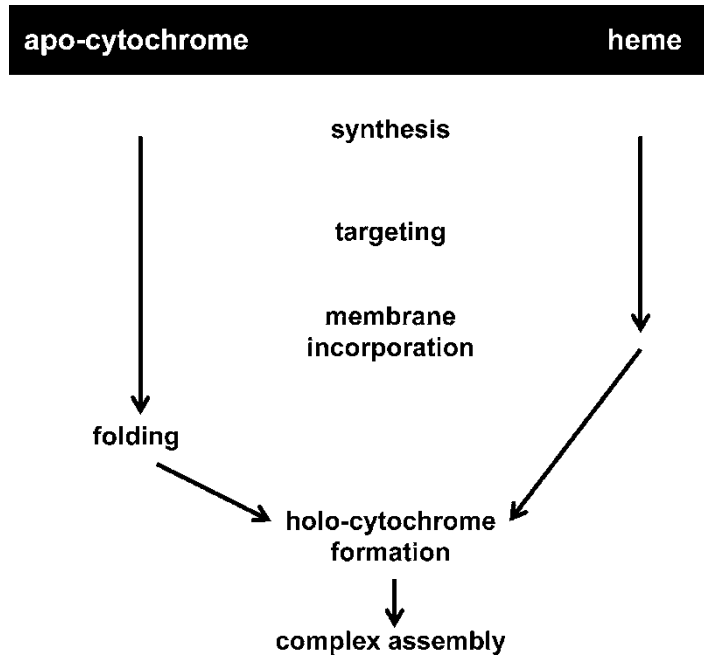 apo-cytochrome heme
synthesis
targeting
membrane
incorporation
folding
holo-cytochrome
formation
complex assembly